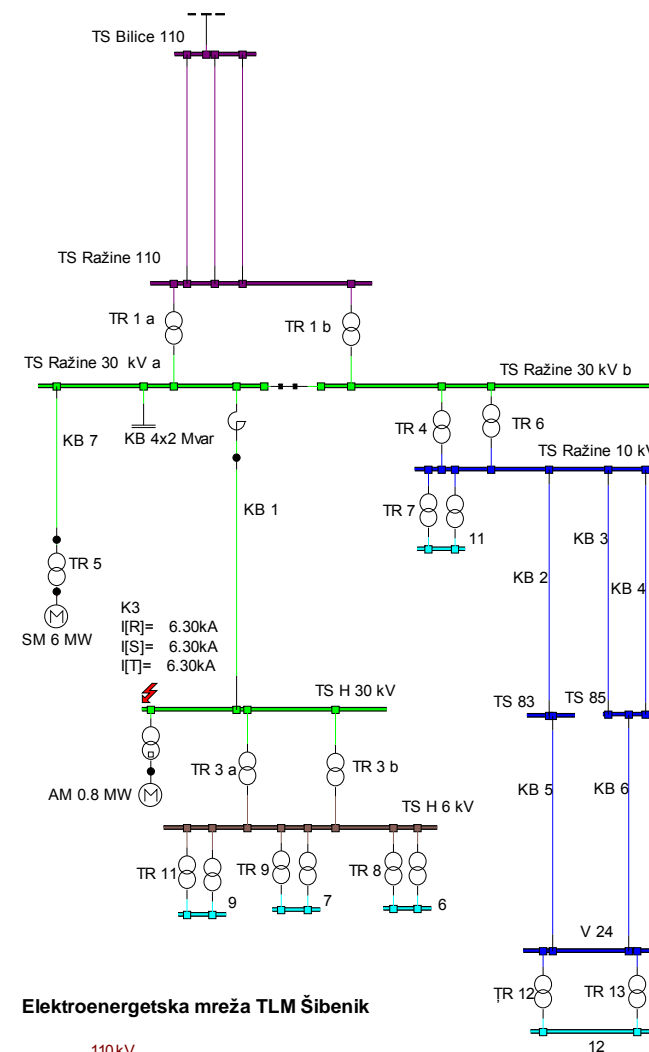 TS Bilice 110
TS Ražine 110
TR 1 a
TR 1 b
TS Ražine 30 kV a
TS Ražine 30 kV b
KB 7
KB 4x2 Mvar
TR 4
TR 6
TS Ražine 10 kV
KB 1
TR 7
11
KB 3
KB 2
KB 4
TR 5
SM 6 MW
K3
I[R]= 6.30kA
I[S]= 6.30kA
I[T]= 6.30kA
TS H 30 kV
TS 83
TS 85
AM 0.8 MW
TR 3 a
TR 3 b
KB 5
KB 6
TS H 6 kV
TR 11
TR 9
TR 8
9
7
6
V 24
TR 12
TR 13
12
Elektroenergetska mreža TLM Šibenik
110 kV